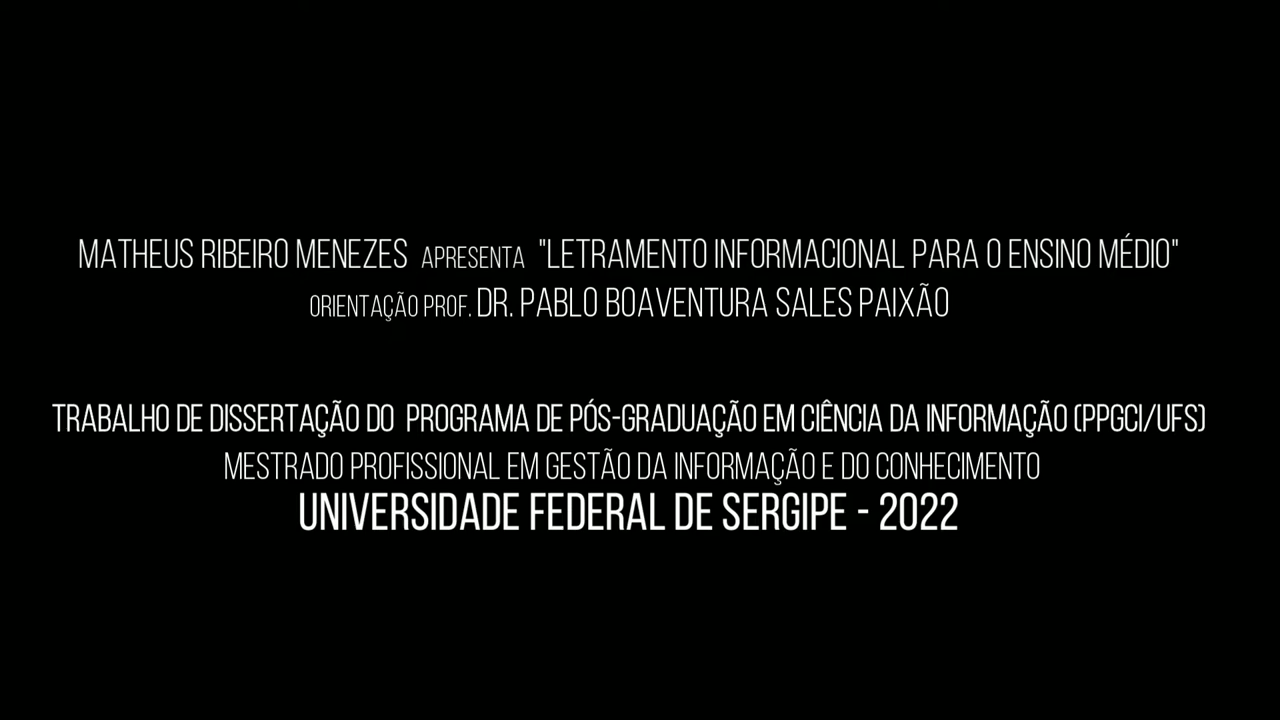 MATHEUS RIBEIRO MENEZES APRESENTA "LETRAMENTO INFORMACIONAL PARA O ENSINO MÉDIO"
ORIENTAÇÃO PROF. DR. PABLO BOAVENTURA SALES PAIXÃO
TRABALHO DE DISSERTAÇÃO DO PROGRAMA DE PÓS-GRADUAÇÃO EM CIÊNCIA DA INFORMAÇÃO (PPGCI/UFS)
MESTRADO PROFISSIONAL EM GESTÃO DA INFORMAÇÃO E DO CONHECIMENTO
UNIVERSIDADE FEDERAL DE SERGIPE - 2022